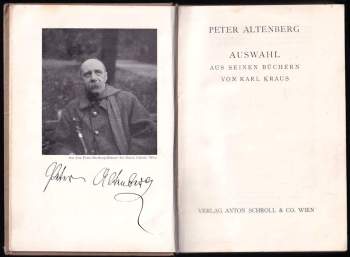 Peter Altenberg
PETER ALTENBERG
AUSWAHL
AUS SEINEN BÜCHERN
VON KARL KRAUS
VERLAG ANTON SCHROLL & CO. WIEN